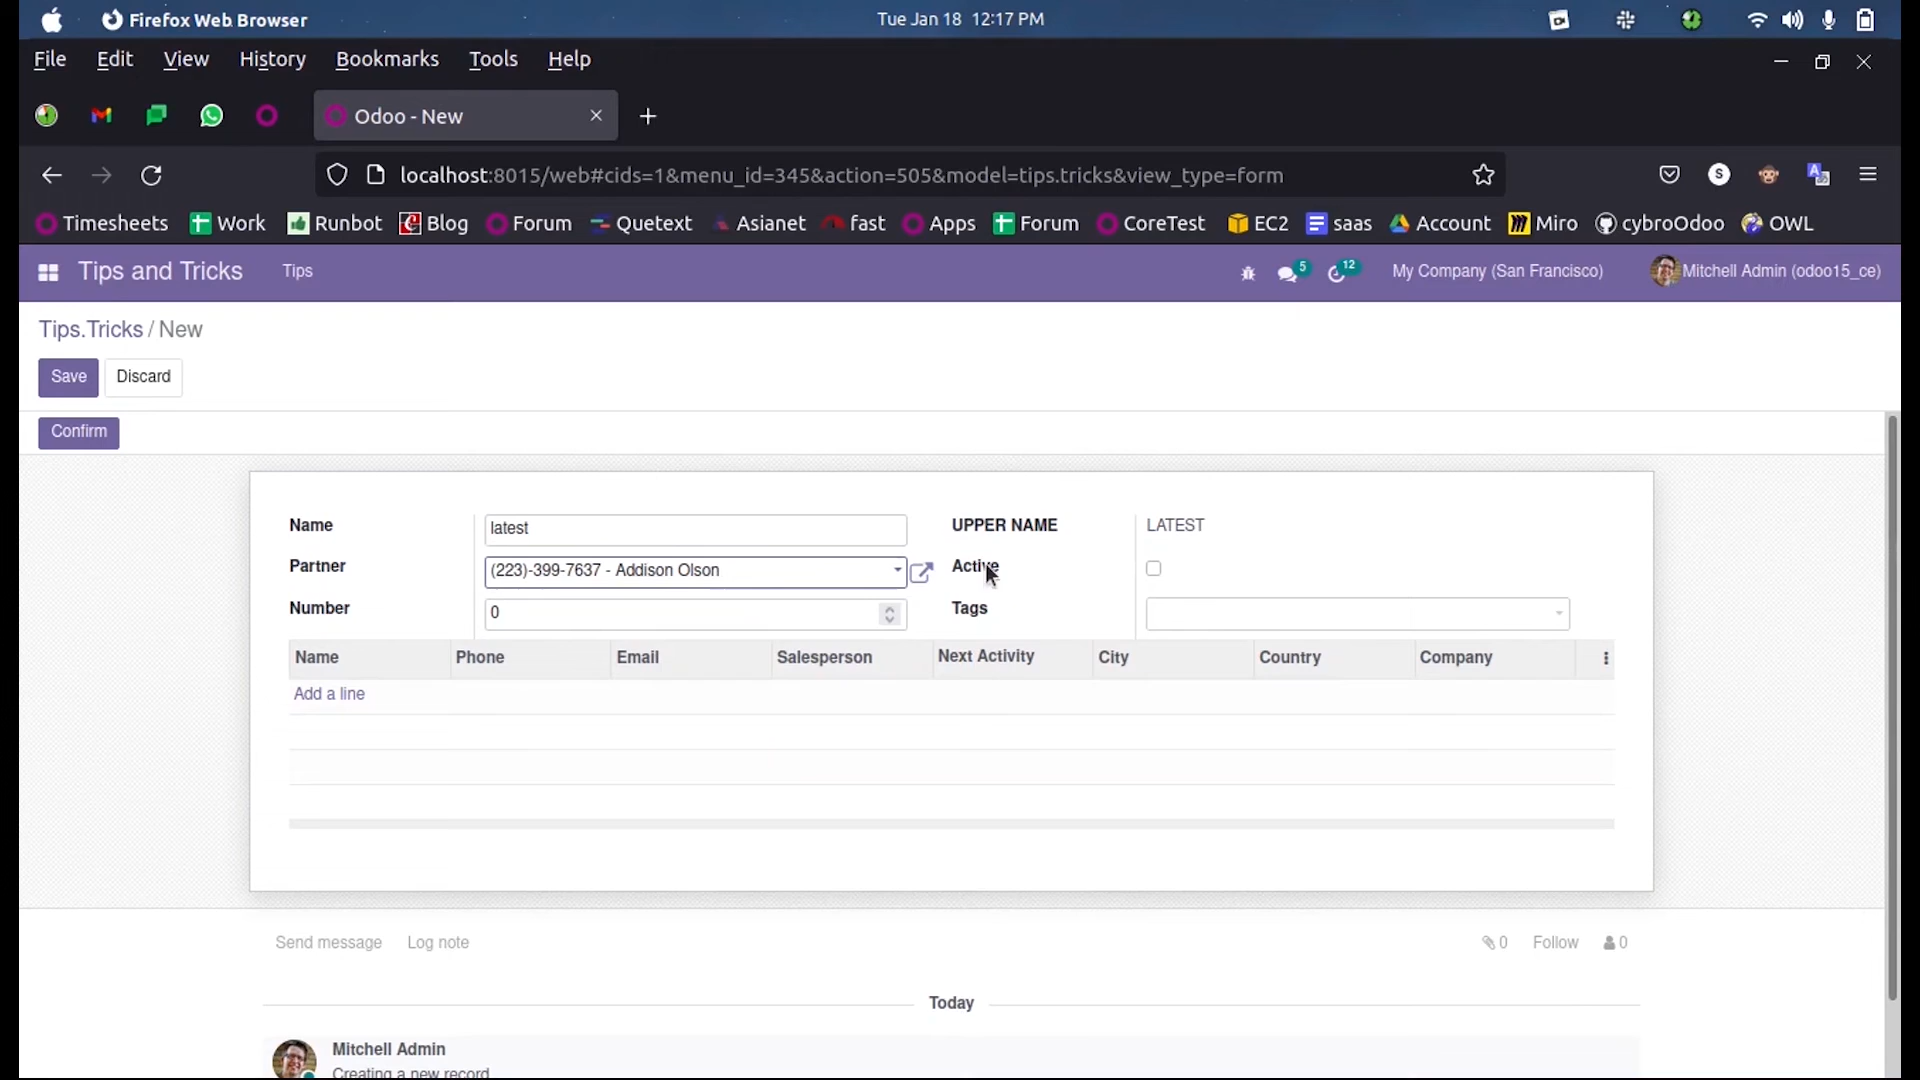 Firefox Web Browser Tue Jan 18 12:17 PM
File Edit View History Bookmarks Tools Help
Odoo - New
localhost:8015/web#cids=1&menu_id=345&action=505&model=tips.tricks&view_type=form S
Timesheets Work Runbot Blog Forum Quetext Asianet fast Apps Forum CoreTest EC2 saas Account Miro cybroOdoo OWL
Tips and Tricks Tips 5 12 My Company (San Francisco) Mitchell Admin (odoo15_ce)
Tips.Tricks / New
Save Discard
Confirm
Name latest UPPER NAME LATEST
Partner (223)-399-7637 - Addison Olson Active
Number 0 Tags
Name Phone Email Salesperson Next Activity City Country Company
Add a line
Send message Log note 0 Follow 0
Today
Mitchell Admin
Creating a new record